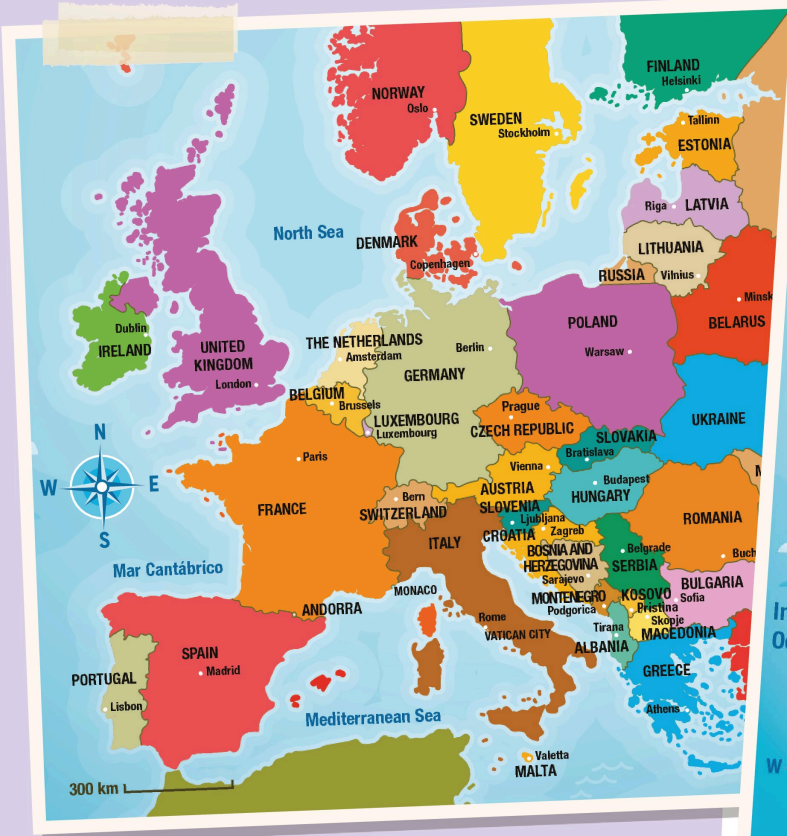 FINLAND
Helsinki
NORWAY
Oslo
SWEDEN
Stockholm
Tallinn
ESTONIA
Riga
LATVIA
North Sea
DENMARK
Copenhagen
LITHUANIA
RUSSIA
Vilnius
Minsk
BELARUS
Dublin
IRELAND
UNITED
KINGDOM
London
THE NETHERLANDS
Amsterdam
Berlin
GERMANY
POLAND
Warsaw
BELGIUM
Brussels
LUXEMBOURG
Luxembourg
Prague
CZECH REPUBLIC
UKRAINE
SLOVAKIA
Bratislava
N
W
E
S
Paris
FRANCE
Vienna
AUSTRIA
Budapest
HUNGARY
Bern
SWITZERLAND
SLOVENIA
Ljubljana
CROATIA
Zagreb
ITALY
ROMANIA
Buch
BOSNIA AND
HERZEGOVINA
Sarajevo
Belgrade
SERBIA
Mar Cantábrico
MONACO
ANDORRA
MONTENEGRO
Podgorica
KOSOVO
Pristina
BULGARIA
Sofia
Skopje
MACEDONIA
Rome
VATICAN CITY
Tirana
ALBANIA
SPAIN
Madrid
PORTUGAL
Lisbon
GREECE
Athens
Mediterranean Sea
Valetta
MALTA
300 km
W